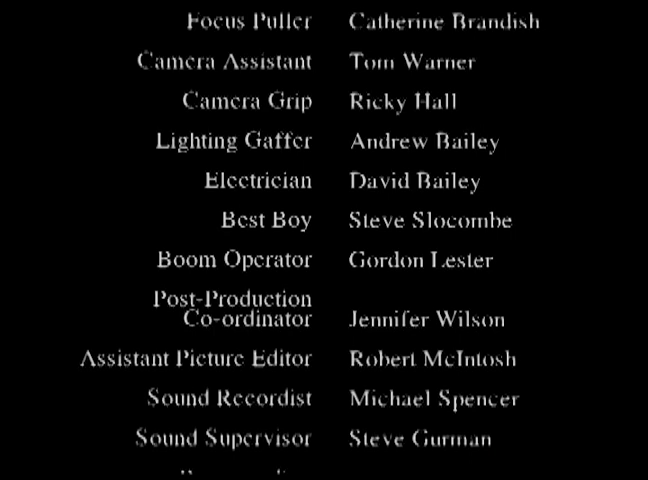 Focus Puller Catherine Brandish
Camera Assistant Tom Warner
Camera Grip Ricky Hall
Lighting Gaffer Andrew Bailey
Electrician David Bailey
Best Boy Steve Slocombe
Boom Operator Gordon Lester
Post-Production
Co-ordinator Jennifer Wilson
Assistant Picture Editor Robert McIntosh
Sound Recordist Michael Spencer
Sound Supervisor Steve Gurman